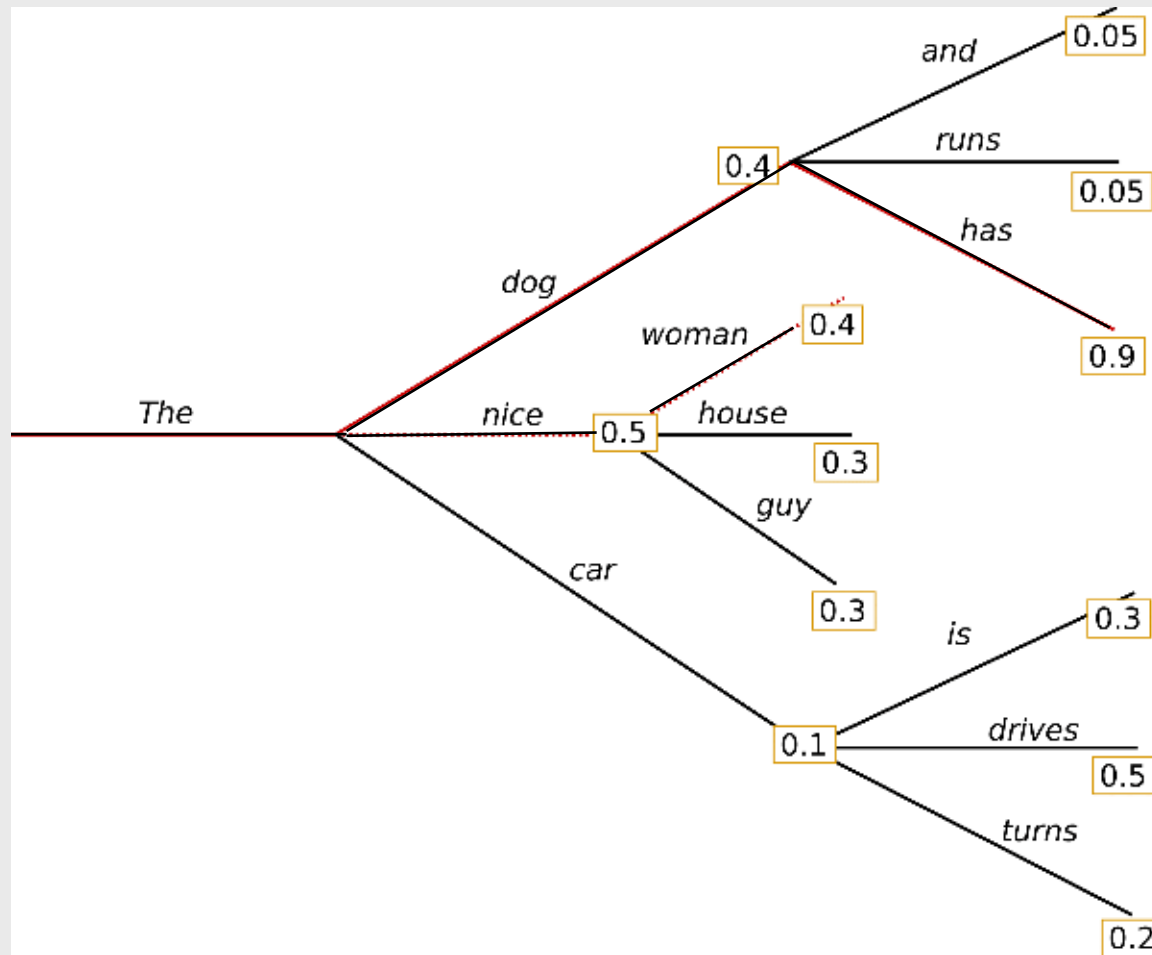 and
0.05
runs
0.4
0.05
has
dog
woman
0.4
0.9
The
nice
0.5
house
0.3
guy
car
0.3
is
0.3
drives
0.1
0.5
turns
0.2